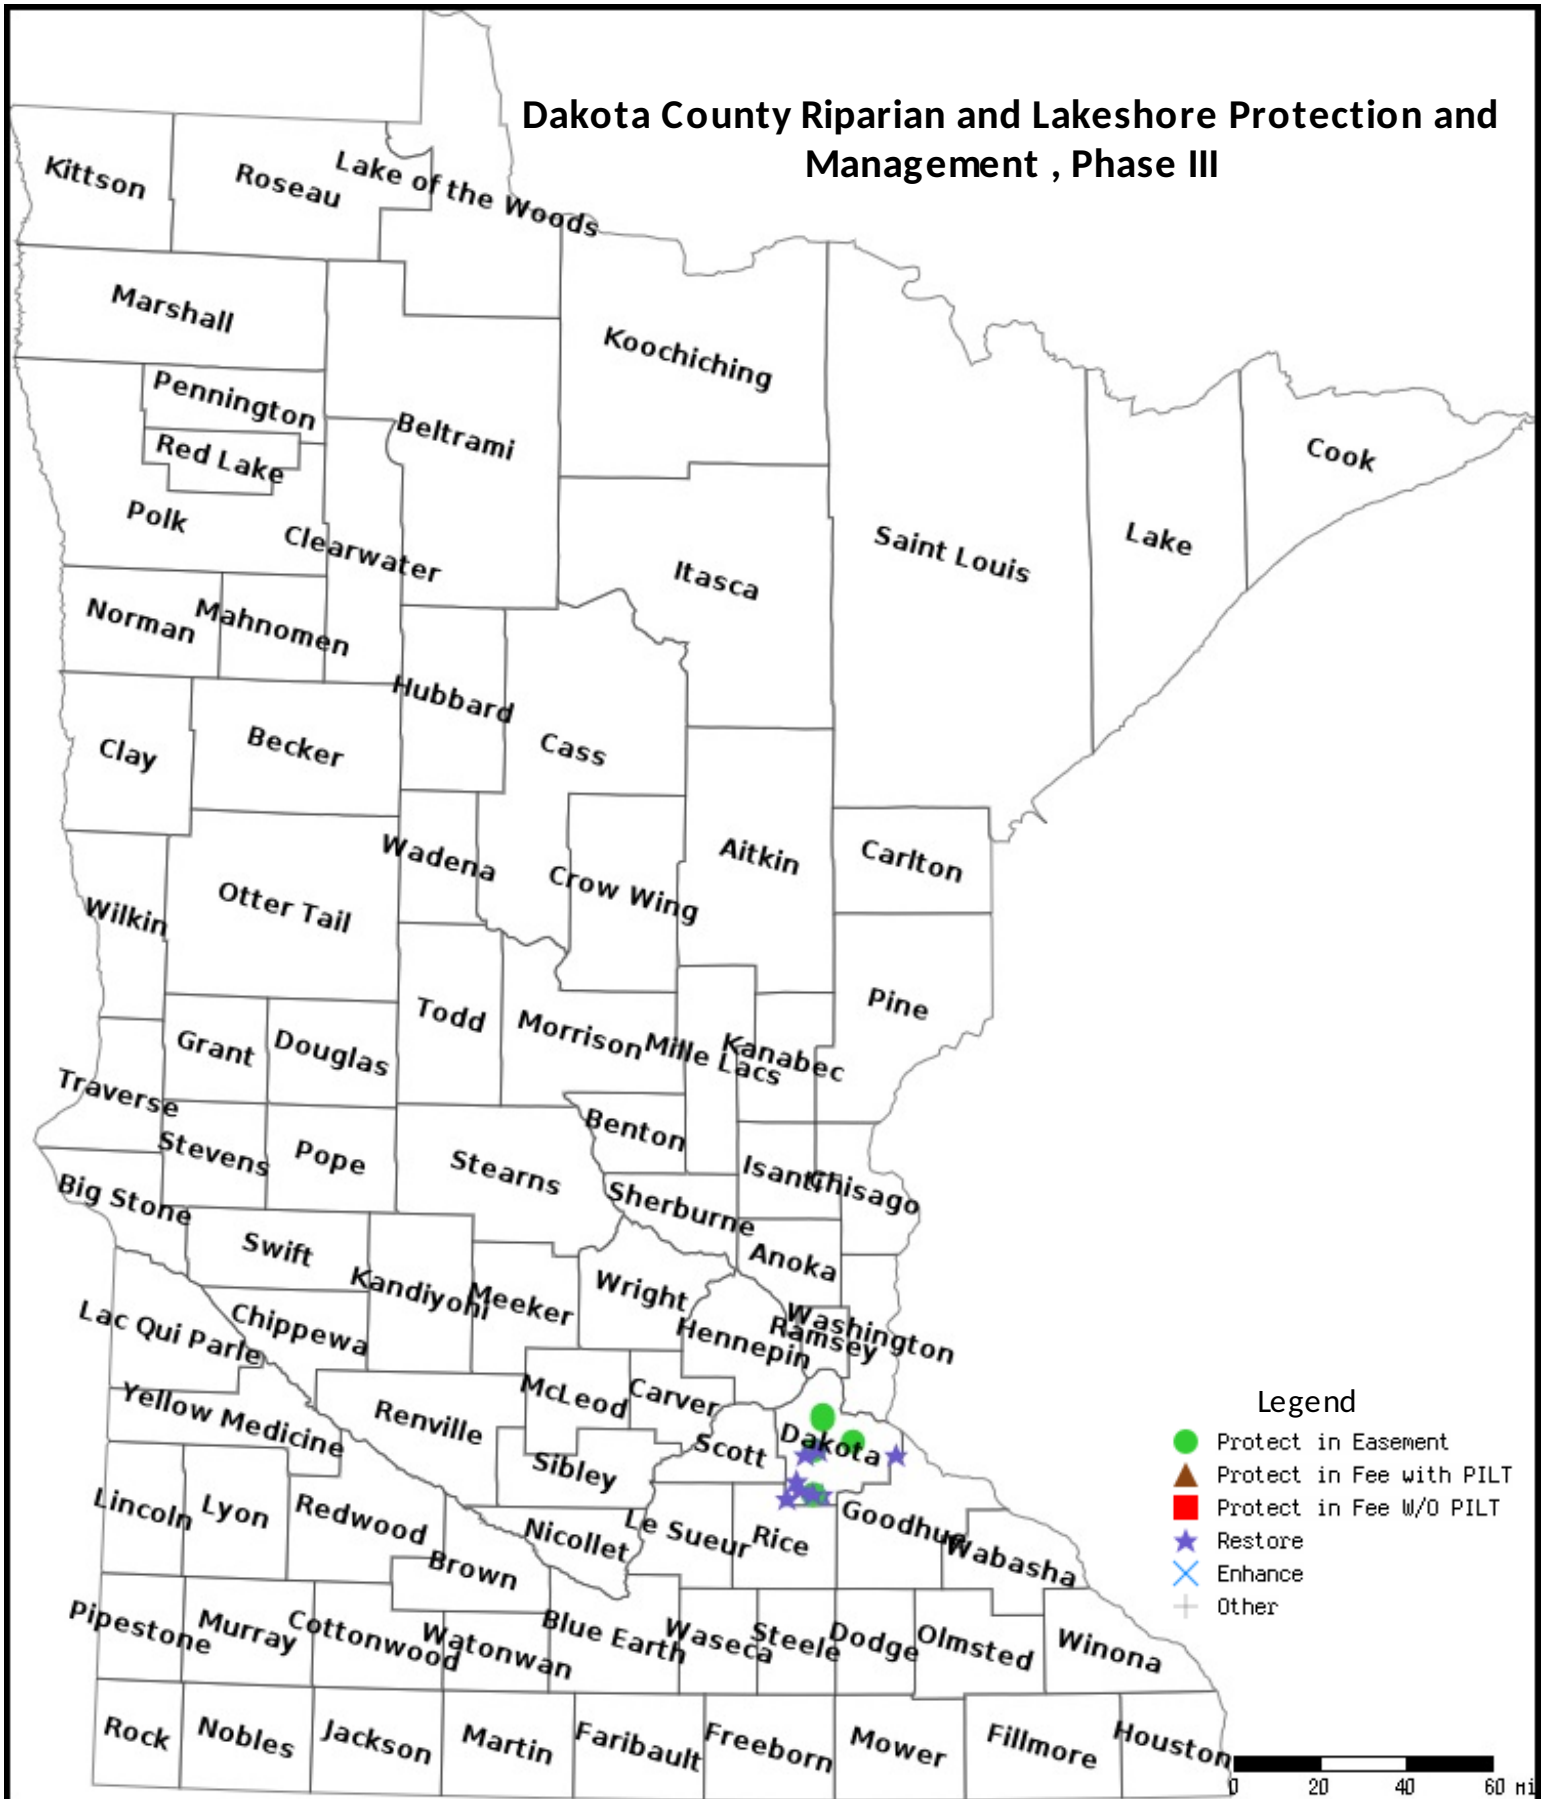 Dakota County Riparian and Lakeshore Protection and
Management , Phase III
Kittson
Roseau
Lake of the Woods
Marshall
Koochiching
Pennington
Beltrami
Red Lake
Cook
Polk
Clearwater
Saint Louis
Lake
Itasca
Norman
Mahnomen
Hubbard
Clay
Becker
Cass
Wadena
Aitkin
Carlton
Otter Tail
Crow Wing
Wilkin
Pine
Todd
Morrison
Mille Lacs
Kanabec
Grant
Douglas
Traverse
Benton
Stevens
Pope
Stearns
Isanti
Chisago
Big Stone
Sherburne
Swift
Anoka
Kandiyohi
Meeker
Wright
Washington
Ramsey
Hennepin
Lac Qui Parle
Chippewa
McLeod
Carver
Yellow Medicine
Renville
Scott
Dakota
Sibley
Lincoln
Lyon
Redwood
Nicollet
Le Sueur
Rice
Goodhue
Wabasha
Brown
Pipestone
Murray
Cottonwood
Watonwan
Blue Earth
Waseca
Steele
Dodge
Olmsted
Winona
Rock
Nobles
Jackson
Martin
Faribault
Freeborn
Mower
Fillmore
Houston
Legend
Protect in Easement
Protect in Fee with PILT
Protect in Fee W/O PILT
Restore
Enhance
Other
0 20 40 60 mi